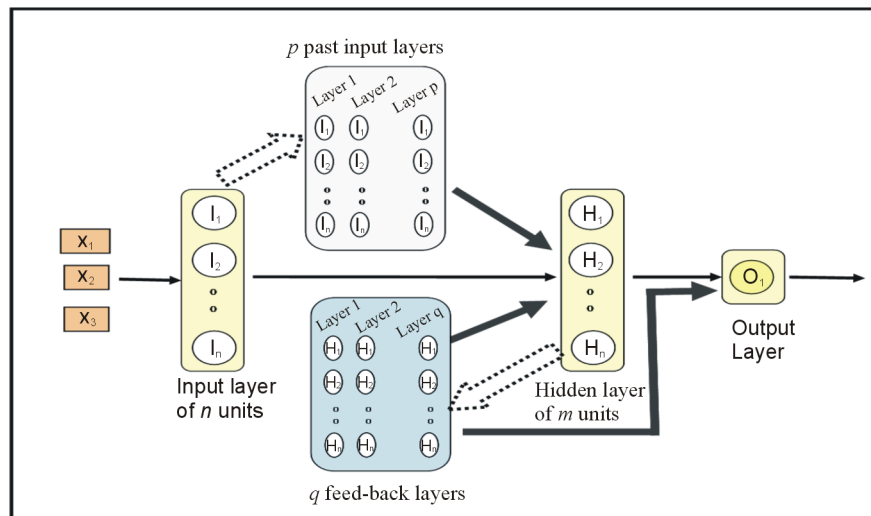 p past input layers
Layer 1 Layer 2 Layer p
I₁ I₁ I₁
I₂ I₂ I₂
Iₙ Iₙ Iₙ
X₁
X₂
X₃
I₁
I₂
Iₙ
Input layer
of n units
Layer 1 Layer 2 Layer q
H₁ H₁ H₁
H₂ H₂ H₂
Hₙ Hₙ Hₙ
q feed-back layers
H₁
H₂
Hₙ
Hidden layer
of m units
O₁
Output
Layer